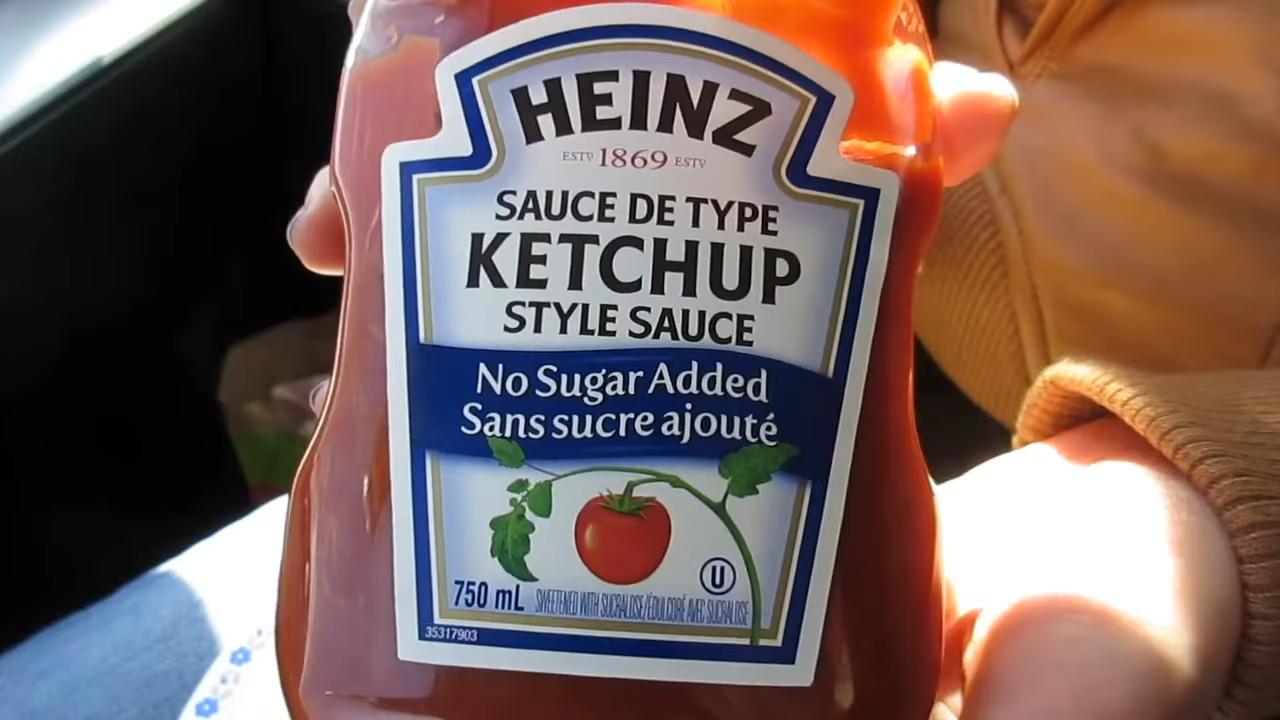 HEINZ
ESTD 1869 ESTD
SAUCE DE TYPE
KETCHUP
STYLE SAUCE
No Sugar Added
Sans sucre ajouté
U
750 mL SWEETENED WITH SUCRALOSE/ÉDULCORÉ AVEC SUCRALOSE
35317903